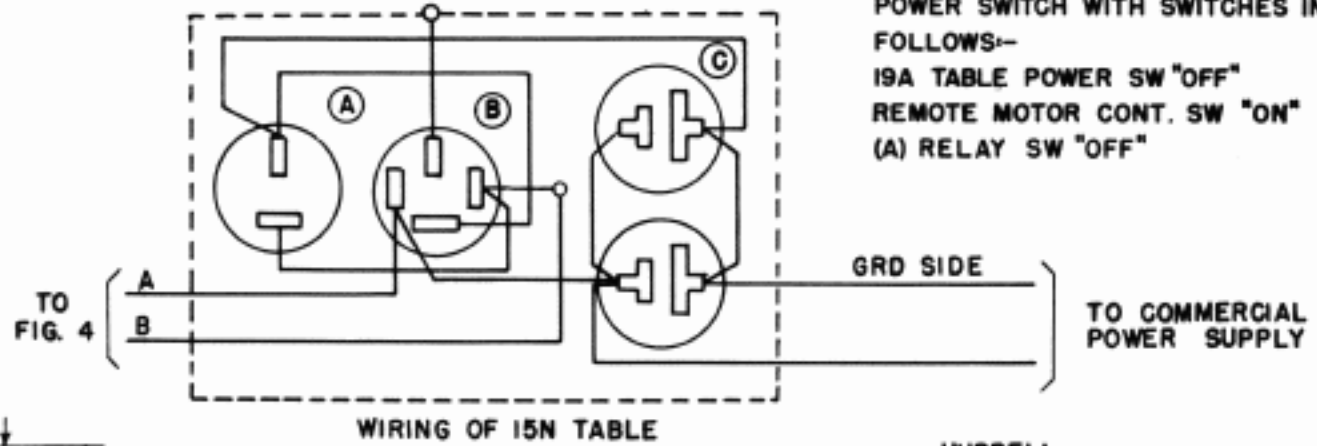 POWER SWITCH WITH SWITCHES IN
FOLLOWS:-
19A TABLE POWER SW "OFF"
REMOTE MOTOR CONT. SW "ON"
(A) RELAY SW "OFF"
A
B
C
GRD SIDE
TO
FIG. 4
A
B
TO COMMERCIAL
POWER SUPPLY
WIRING OF 15N TABLE